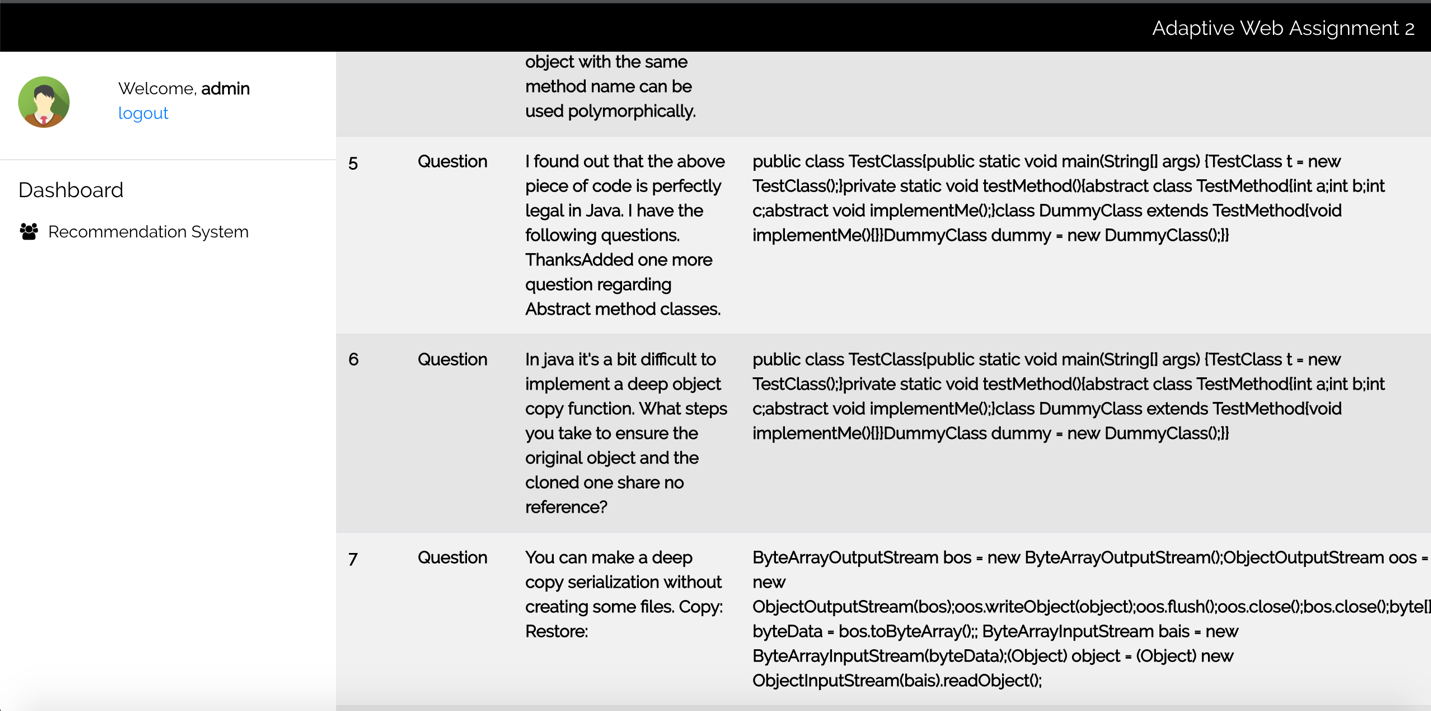 Adaptive Web Assignment 2
Welcome, admin
logout
Dashboard
Recommendation System
object with the same
method name can be
used polymorphically.
5
Question
I found out that the above
piece of code is perfectly
legal in Java. I have the
following questions.
ThanksAdded one more
question regarding
Abstract method classes.
public class TestClass{public static void main(String[] args) {TestClass t = new
TestClass();}private static void testMethod(){abstract class TestMethod{int a;int b;int
c;abstract void implementMe();}class DummyClass extends TestMethod{void
implementMe(){}}DummyClass dummy = new DummyClass();}}
6
Question
In java it's a bit difficult to
implement a deep object
copy function. What steps
you take to ensure the
original object and the
cloned one share no
reference?
public class TestClass{public static void main(String[] args) {TestClass t = new
TestClass();}private static void testMethod(){abstract class TestMethod{int a;int b;int
c;abstract void implementMe();}class DummyClass extends TestMethod{void
implementMe(){}}DummyClass dummy = new DummyClass();}}
7
Question
You can make a deep
copy serialization without
creating some files. Copy:
Restore:
ByteArrayOutputStream bos = new ByteArrayOutputStream();ObjectOutputStream oos =
new
ObjectOutputStream(bos);oos.writeObject(object);oos.flush();oos.close();bos.close();byte[]
byteData = bos.toByteArray();; ByteArrayInputStream bais = new
ByteArrayInputStream(byteData);(Object) object = (Object) new
ObjectInputStream(bais).readObject();